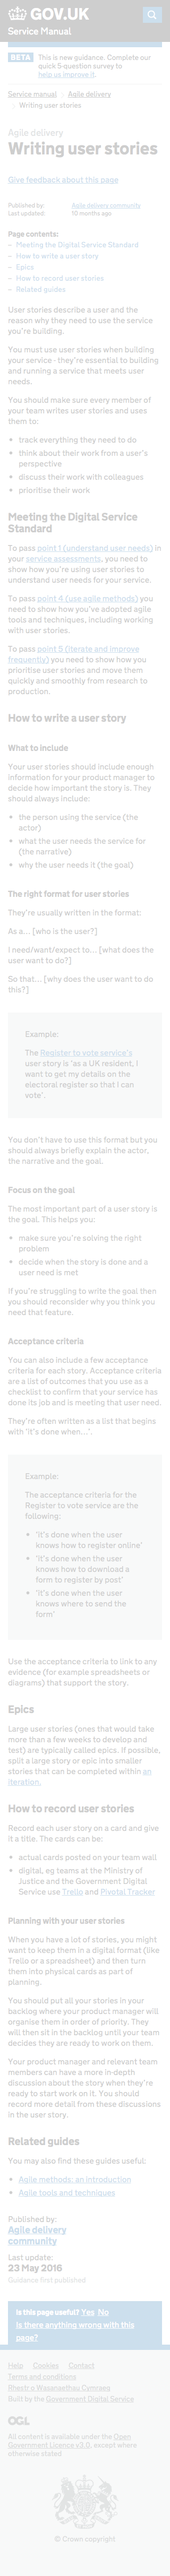 GOV.UK
Service Manual
BETA This is new guidance. Complete our
quick 5-question survey to
help us improve it.
Service manual Agile delivery
Writing user stories
Agile delivery
Writing user stories
Give feedback about this page
Published by: Agile delivery community
Last updated: 10 months ago
Page contents:
– Meeting the Digital Service Standard
– How to write a user story
– Epics
– How to record user stories
– Related guides
User stories describe a user and the
reason why they need to use the service
you're building.
You must use user stories when building
your service - they're essential to building
and running a service that meets user
needs.
You should make sure every member of
your team writes user stories and uses
them to:
• track everything they need to do
• think about their work from a user's
perspective
• discuss their work with colleagues
• prioritise their work
Meeting the Digital Service
Standard
To pass point 1 (understand user needs) in
your service assessments, you need to
show how you're using user stories to
understand user needs for your service.
To pass point 4 (use agile methods) you
need to show how you've adopted agile
tools and techniques, including working
with user stories.
To pass point 5 (iterate and improve
frequently) you need to show how you
prioritise user stories and move them
quickly and smoothly from research to
production.
How to write a user story
What to include
Your user stories should include enough
information for your product manager to
decide how important the story is. They
should always include:
• the person using the service (the
actor)
• what the user needs the service for
(the narrative)
• why the user needs it (the goal)
The right format for user stories
They're usually written in the format:
As a… [who is the user?]
I need/want/expect to… [what does the
user want to do?]
So that… [why does the user want to do
this?]
Example:
The Register to vote service's
user story is 'as a UK resident, I
want to get my details on the
electoral register so that I can
vote'.
You don't have to use this format but you
should always briefly explain the actor,
the narrative and the goal.
Focus on the goal
The most important part of a user story is
the goal. This helps you:
• make sure you're solving the right
problem
• decide when the story is done and a
user need is met
If you're struggling to write the goal then
you should reconsider why you think you
need that feature.
Acceptance criteria
You can also include a few acceptance
criteria for each story. Acceptance criteria
are a list of outcomes that you use as a
checklist to confirm that your service has
done its job and is meeting that user need.
They're often written as a list that begins
with 'it's done when…'.
Example:
The acceptance criteria for the
Register to vote service are the
following:
• 'it's done when the user
knows how to register online'
• 'it's done when the user
knows how to download a
form to register by post'
• 'it's done when the user
knows where to send the
form'
Use the acceptance criteria to link to any
evidence (for example spreadsheets or
diagrams) that support the story.
Epics
Large user stories (ones that would take
more than a few weeks to develop and
test) are typically called epics. If possible,
split a large story or epic into smaller
stories that can be completed within an
iteration.
How to record user stories
Record each user story on a card and give
it a title. The cards can be:
• actual cards posted on your team wall
• digital, eg teams at the Ministry of
Justice and the Government Digital
Service use Trello and Pivotal Tracker
Planning with your user stories
When you have a lot of stories, you might
want to keep them in a digital format (like
Trello or a spreadsheet) and then turn
them into physical cards as part of
planning.
You should put all your stories in your
backlog where your product manager will
organise them in order of priority. They
will then sit in the backlog until your team
decides they are ready to work on them.
Your product manager and relevant team
members can have a more in-depth
discussion about the story when they're
ready to start work on it. You should
record more detail from these discussions
on the user story.
Related guides
You may also find these guides useful:
• Agile methods: an introduction
• Agile tools and techniques
Published by:
Agile delivery
community
Last update:
23 May 2016
Guidance first published
Is this page useful? Yes No
Is there anything wrong with this
page?
Help Cookies Contact
Terms and conditions
Rhestr o Wasanaethau Cymraeg
Built by the Government Digital Service
OGL
All content is available under the Open
Government Licence v3.0, except where
otherwise stated
© Crown copyright